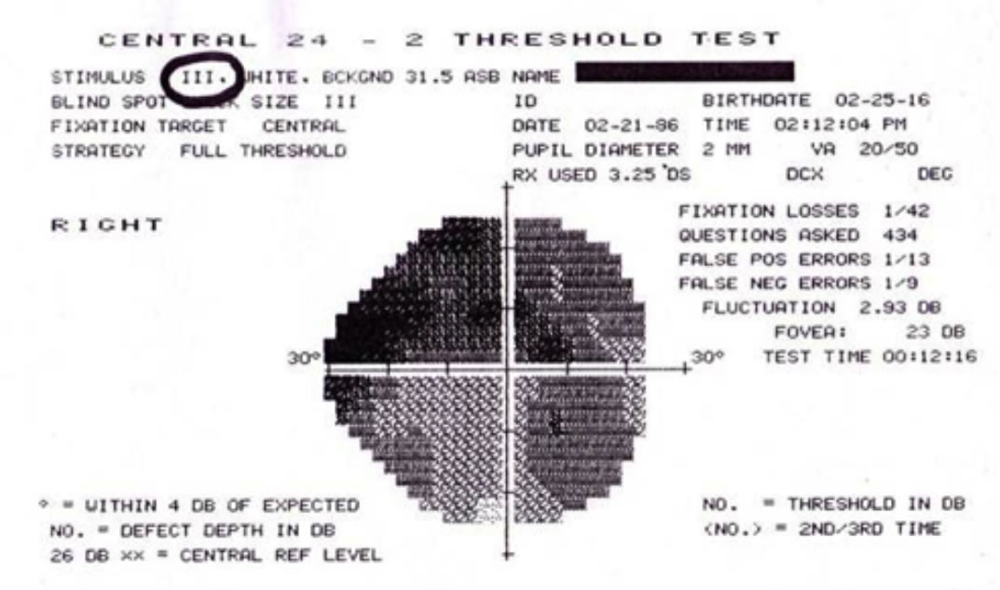 CENTRAL 24 - 2 THRESHOLD TEST
STIMULUS III. WHITE. BCKGND 31.5 ASB NAME
BLIND SPOT SIZE III ID BIRTHDATE 02-25-16
FIXATION TARGET CENTRAL DATE 02-21-86 TIME 02:12:04 PM
STRATEGY FULL THRESHOLD PUPIL DIAMETER 2 MM VA 20/50
RX USED 3.25 DS DCX DEG
RIGHT
FIXATION LOSSES 1/42
QUESTIONS ASKED 434
FALSE POS ERRORS 1/13
FALSE NEG ERRORS 1/9
FLUCTUATION 2.93 DB
FOVEA: 23 DB
30° 30° TEST TIME 00:12:16
° = WITHIN 4 DB OF EXPECTED
NO. = DEFECT DEPTH IN DB
26 DB xx = CENTRAL REF LEVEL
NO. = THRESHOLD IN DB
(NO.) = 2ND/3RD TIME